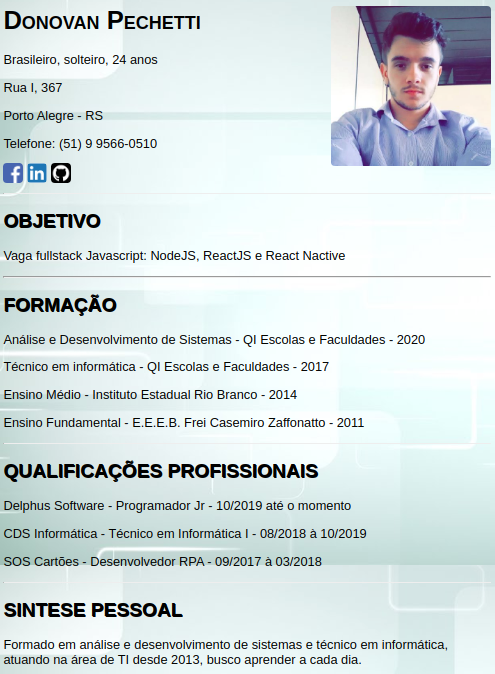 Donovan Pechetti
Brasileiro, solteiro, 24 anos
Rua I, 367
Porto Alegre - RS
Telefone: (51) 9 9566-0510
OBJETIVO
Vaga fullstack Javascript: NodeJS, ReactJS e React Nactive
FORMAÇÃO
Análise e Desenvolvimento de Sistemas - QI Escolas e Faculdades - 2020
Técnico em informática - QI Escolas e Faculdades - 2017
Ensino Médio - Instituto Estadual Rio Branco - 2014
Ensino Fundamental - E.E.E.B. Frei Casemiro Zaffonatto - 2011
QUALIFICAÇÕES PROFISSIONAIS
Delphus Software - Programador Jr - 10/2019 até o momento
CDS Informática - Técnico em Informática I - 08/2018 à 10/2019
SOS Cartões - Desenvolvedor RPA - 09/2017 à 03/2018
SINTESE PESSOAL
Formado em análise e desenvolvimento de sistemas e técnico em informática,
atuando na área de TI desde 2013, busco aprender a cada dia.